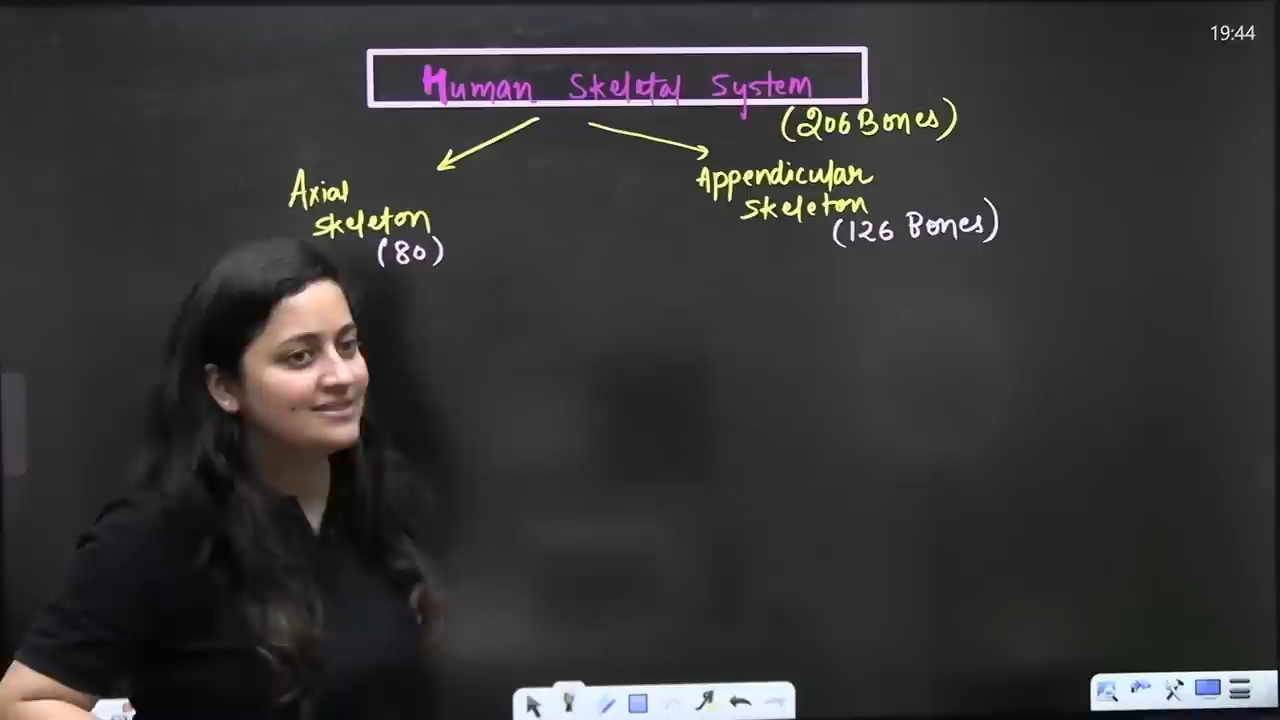 19:44
Human Skeletal System
(206 Bones)
Axial
Skeleton
(80)
Appendicular
Skeleton
(126 Bones)